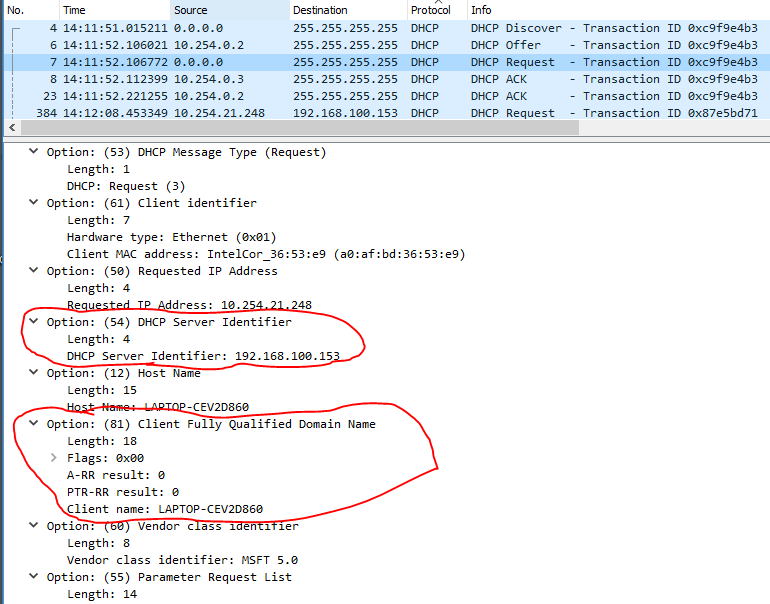 No. Time Source Destination Protocol Info
4 14:11:51.015211 0.0.0.0 255.255.255.255 DHCP DHCP Discover - Transaction ID 0xc9f9e4b3
6 14:11:52.106021 10.254.0.2 255.255.255.255 DHCP DHCP Offer - Transaction ID 0xc9f9e4b3
7 14:11:52.106772 0.0.0.0 255.255.255.255 DHCP DHCP Request - Transaction ID 0xc9f9e4b3
8 14:11:52.112399 10.254.0.3 255.255.255.255 DHCP DHCP ACK - Transaction ID 0xc9f9e4b3
23 14:11:52.221255 10.254.0.2 255.255.255.255 DHCP DHCP ACK - Transaction ID 0xc9f9e4b3
384 14:12:08.453349 10.254.21.248 192.168.100.153 DHCP DHCP Request - Transaction ID 0x87e5bd71
Option: (53) DHCP Message Type (Request)
Length: 1
DHCP: Request (3)
Option: (61) Client identifier
Length: 7
Hardware type: Ethernet (0x01)
Client MAC address: IntelCor_36:53:e9 (a0:af:bd:36:53:e9)
Option: (50) Requested IP Address
Length: 4
Requested IP Address: 10.254.21.248
Option: (54) DHCP Server Identifier
Length: 4
DHCP Server Identifier: 192.168.100.153
Option: (12) Host Name
Length: 15
Host Name: LAPTOP-CEV2D860
Option: (81) Client Fully Qualified Domain Name
Length: 18
Flags: 0x00
A-RR result: 0
PTR-RR result: 0
Client name: LAPTOP-CEV2D860
Option: (60) Vendor class identifier
Length: 8
Vendor class identifier: MSFT 5.0
Option: (55) Parameter Request List
Length: 14